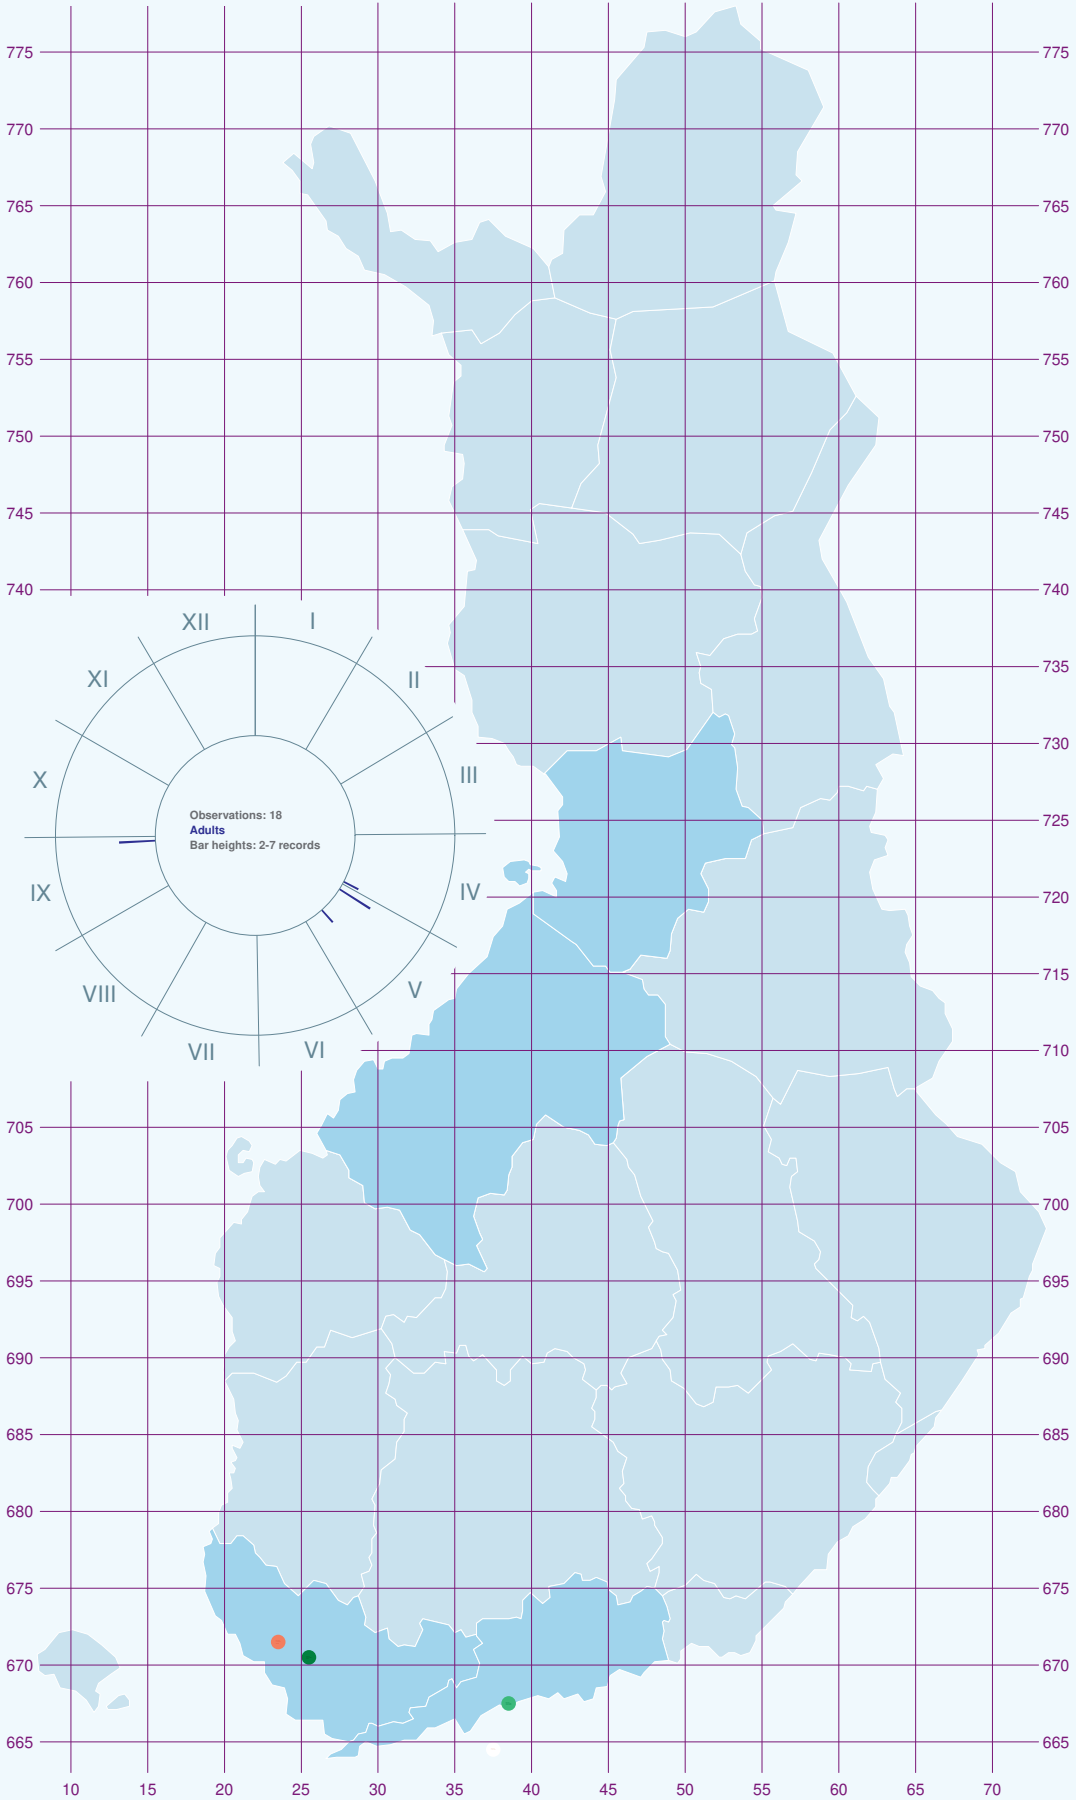 775 775
770 770
765 765
760 760
755 755
750 750
745 745
740 740
XII I
XI II
735
730
X III
Observations: 18
Adults
Bar heights: 2-7 records
725
IX IV
720
715
VIII V
VII VI
710
705 705
700 700
695 695
690 690
685 685
680 680
675 675
670 670
665 665
10 15 20 25 30 35 40 45 50 55 60 65 70